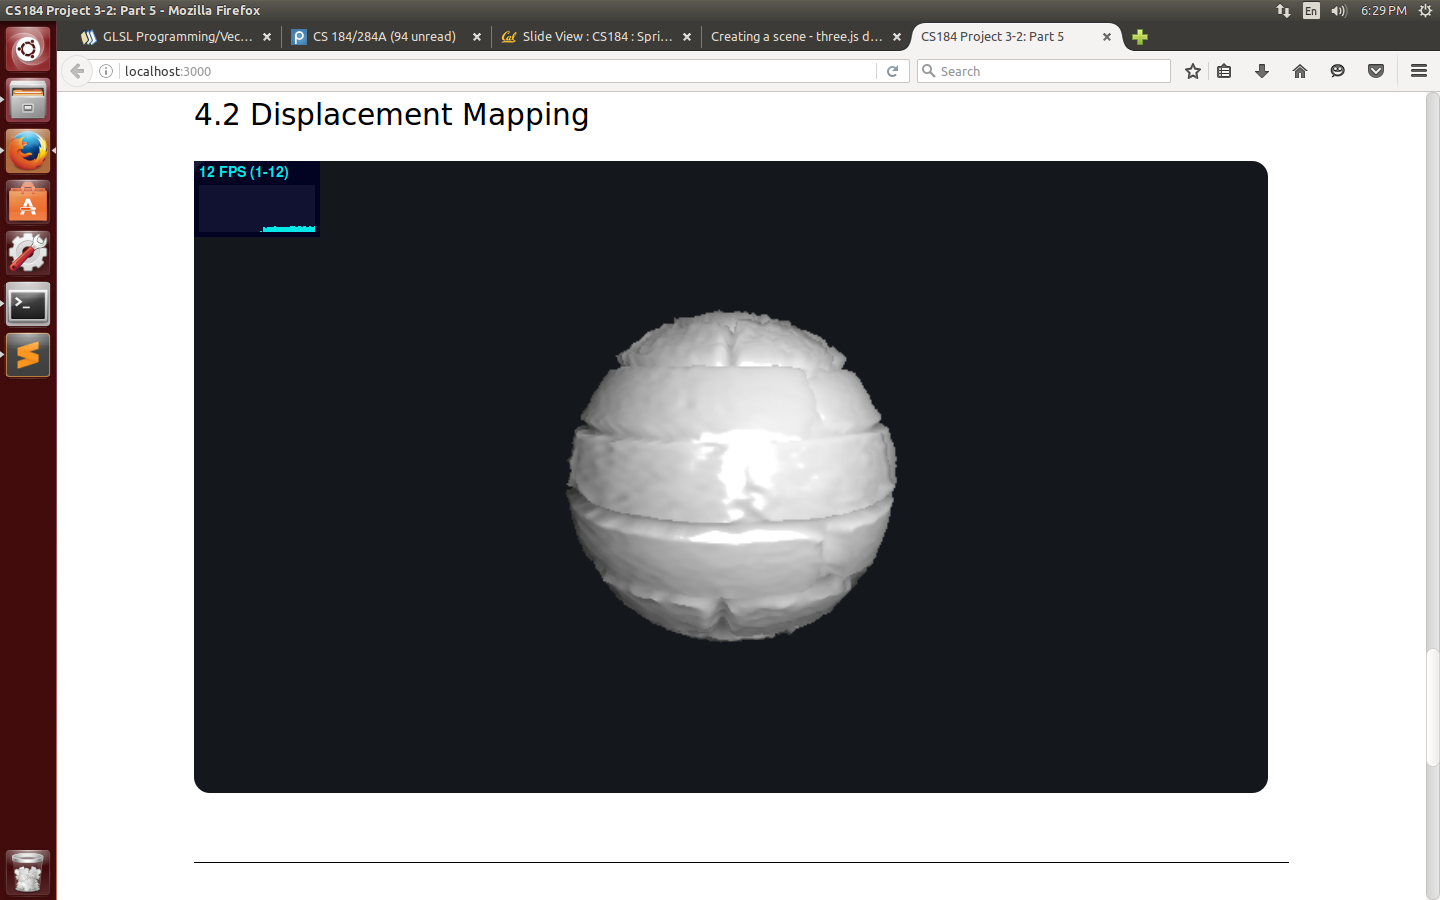 CS184 Project 3-2: Part 5 - Mozilla Firefox
En
6:29 PM
GLSL Programming/Vec...
CS 184/284A (94 unread)
Cal
Slide View : CS184 : Spri...
Creating a scene - three.js d...
CS184 Project 3-2: Part 5
localhost:3000
Search
4.2 Displacement Mapping
12 FPS (1-12)